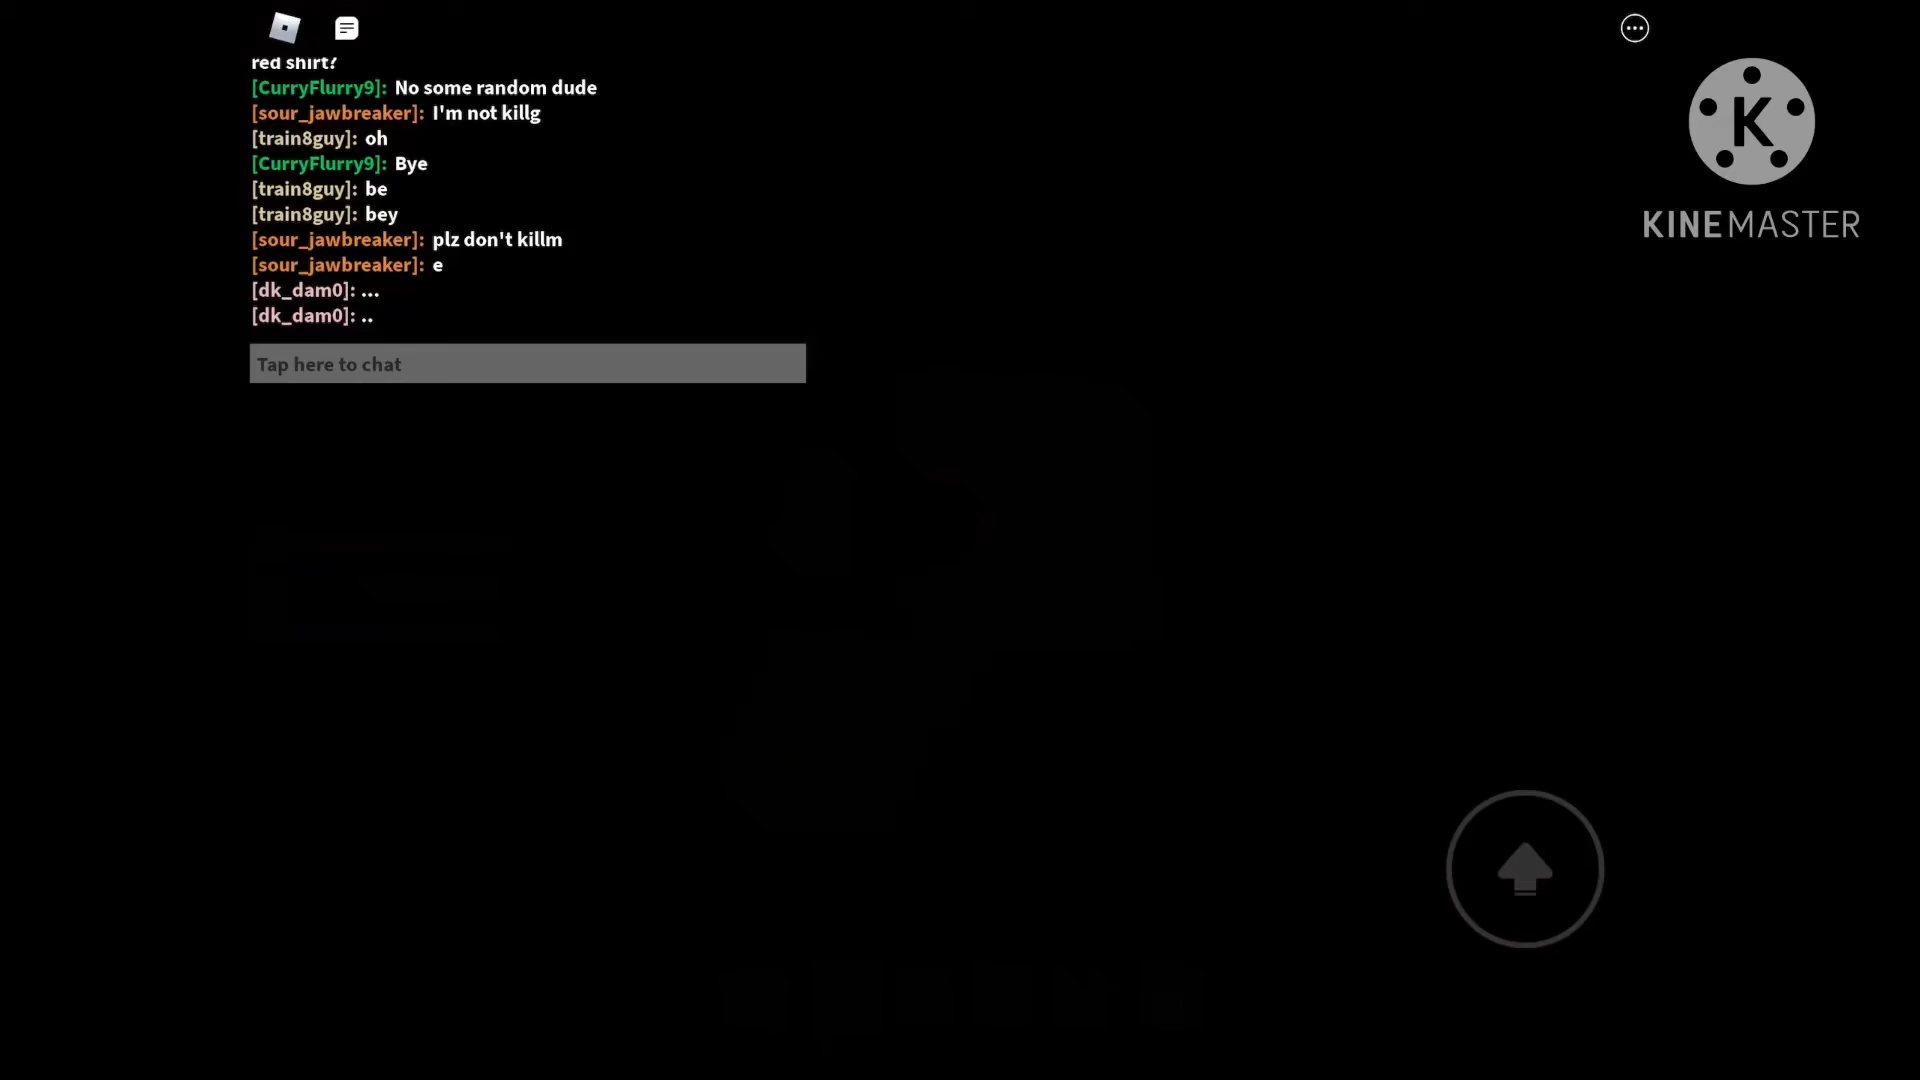 red shirt?
[CurryFlurry9]: No some random dude
[sour_jawbreaker]: I'm not killg
[train8guy]: oh
[CurryFlurry9]: Bye
[train8guy]: be
[train8guy]: bey
[sour_jawbreaker]: plz don't killm
[sour_jawbreaker]: e
[dk_dam0]: ...
[dk_dam0]: ..
Tap here to chat
K
KINEMASTER